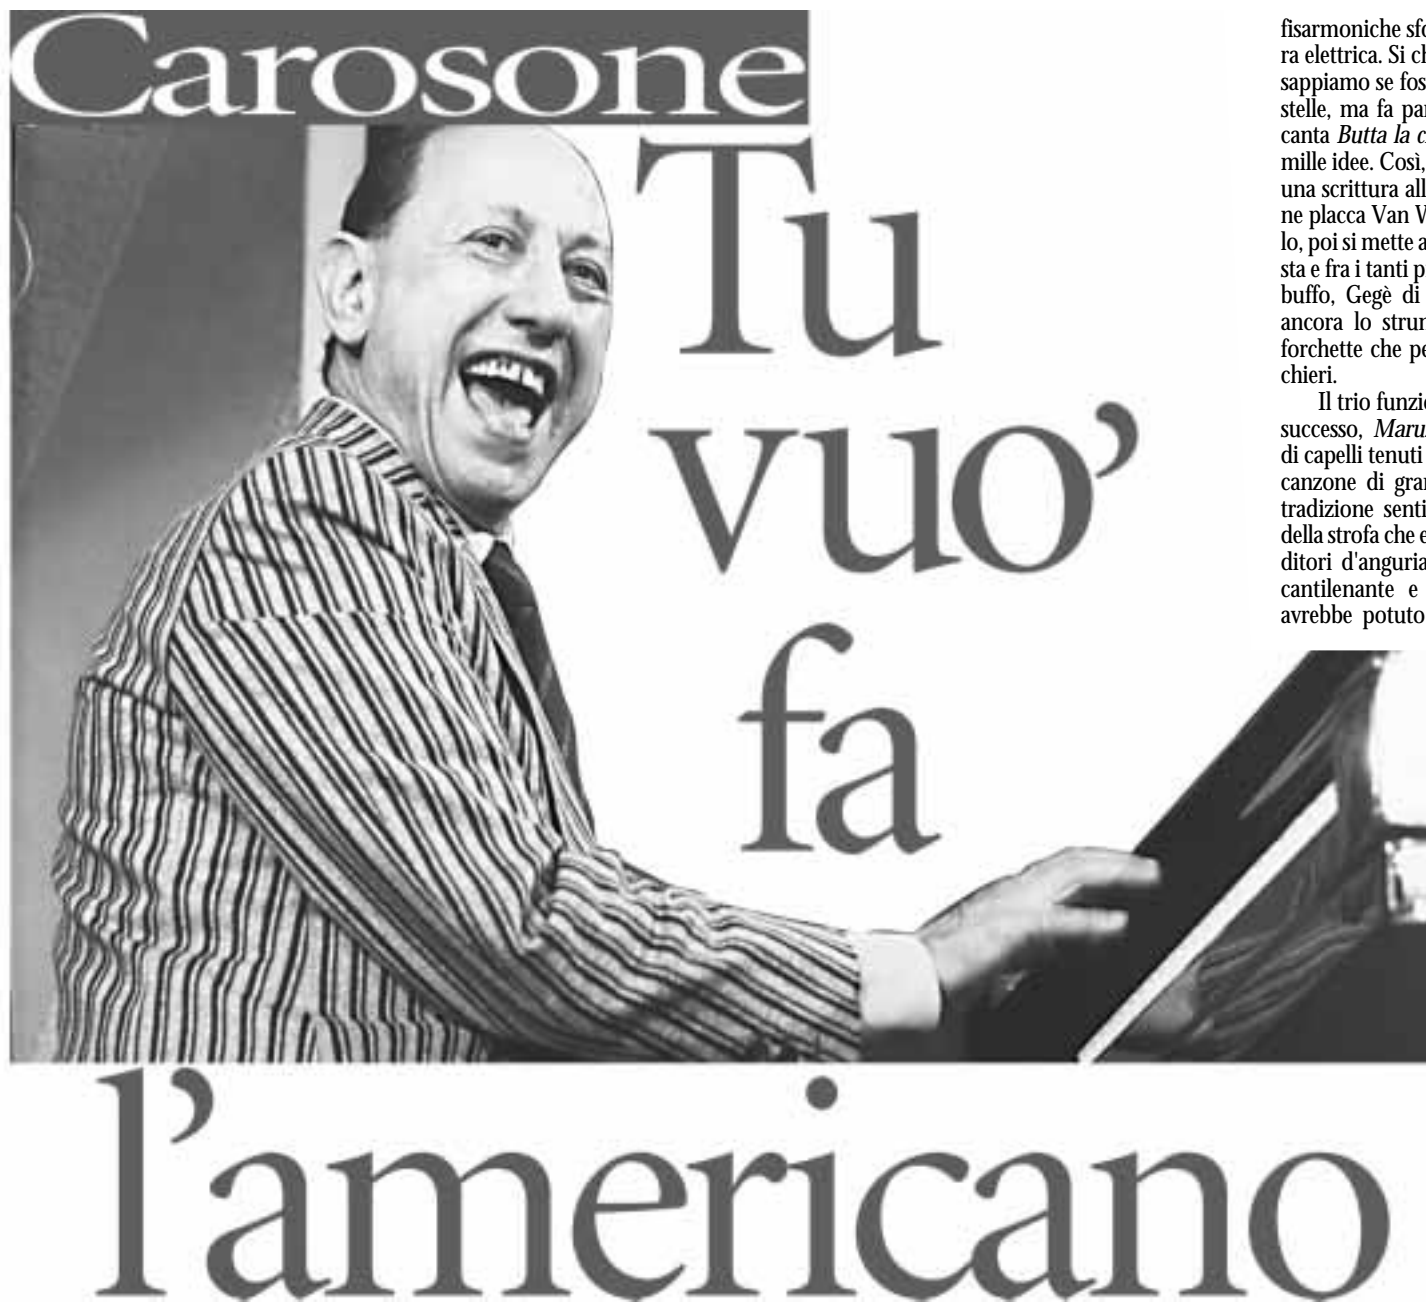 Carosone
Tu
vuo’
fa
l’americano
fisarmoniche sfo
ra elettrica. Si ch
sappiamo se fos
stelle, ma fa par
canta Butta la c
mille idee. Così,
una scrittura all
ne placca Van W
lo, poi si mette a
sta e fra i tanti p
buffo, Gegè di
ancora lo strun
forchette che pe
chieri.
Il trio funzio
successo, Maru
di capelli tenuti
canzone di gran
tradizione senti
della strofa che e
ditori d'anguria
cantilenante e
avrebbe potuto